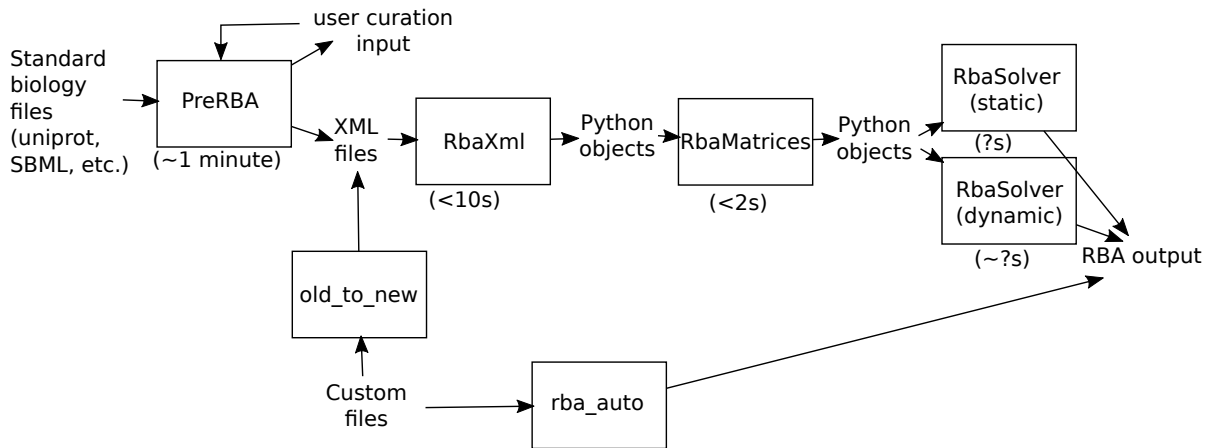 user curation
input
Standard
biology
files
(uniprot,
SBML, etc.)
PreRBA
(~1 minute)
XML
files
RbaXml
(<10s)
Python
objects
RbaMatrices
(<2s)
Python
objects
RbaSolver
(static)
(?s)
RbaSolver
(dynamic)
(~?s)
RBA output
old_to_new
Custom
files
rba_auto